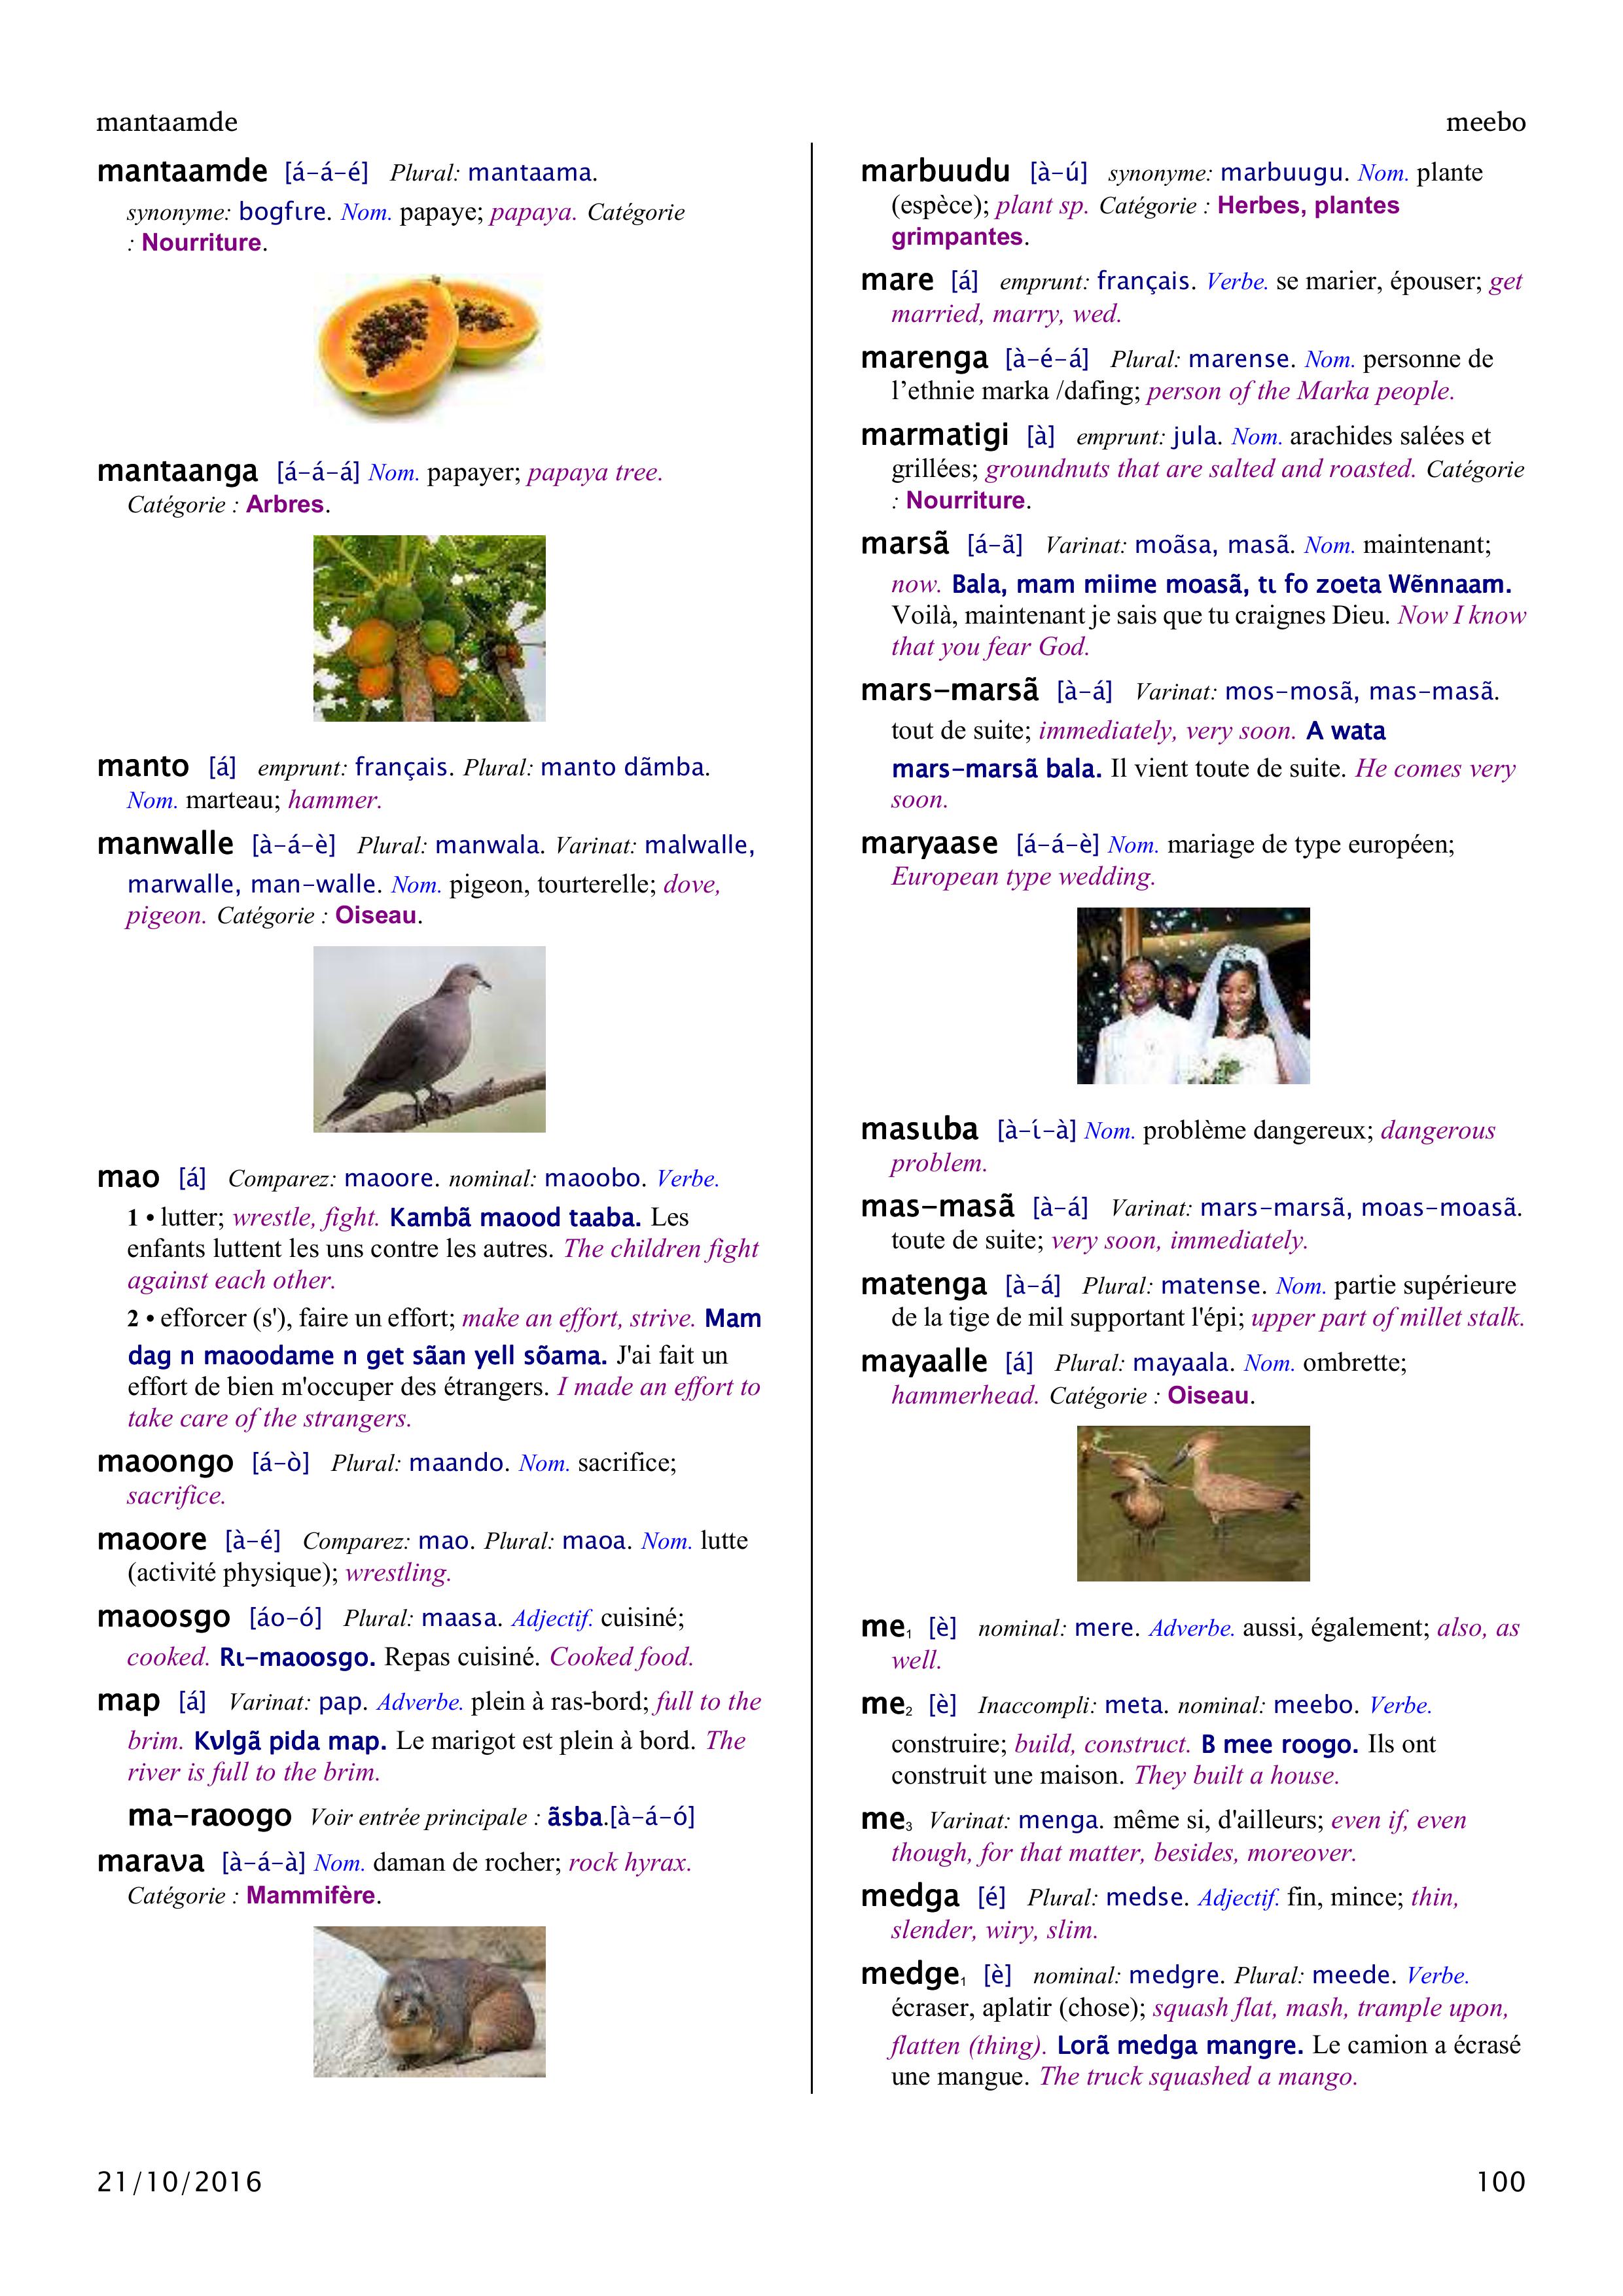 mantaamde
meebo
mantaamde [á-á-é] Plural: mantaama.
synonyme: bogfɩre. Nom. papaye; papaya. Catégorie
: Nourriture.
mantaanga [á-á-á] Nom. papayer; papaya tree.
Catégorie : Arbres.
manto [á] emprunt: français. Plural: manto dãmba.
Nom. marteau; hammer.
manwalle [à-á-è] Plural: manwala. Varinat: malwalle,
marwalle, man-walle. Nom. pigeon, tourterelle; dove,
pigeon. Catégorie : Oiseau.
mao [á] Comparez: maoore. nominal: maoobo. Verbe.
1 • lutter; wrestle, fight. Kambã maood taaba. Les
enfants luttent les uns contre les autres. The children fight
against each other.
2 • efforcer (s'), faire un effort; make an effort, strive. Mam
dag n maoodame n get sãan yell sõama. J'ai fait un
effort de bien m'occuper des étrangers. I made an effort to
take care of the strangers.
maoongo [á-ò] Plural: maando. Nom. sacrifice;
sacrifice.
maoore [à-é] Comparez: mao. Plural: maoa. Nom. lutte
(activité physique); wrestling.
maoosgo [áo-ó] Plural: maasa. Adjectif. cuisiné;
cooked. Rɩ-maoosgo. Repas cuisiné. Cooked food.
map [á] Varinat: pap. Adverbe. plein à ras-bord; full to the
brim. Kʋlgã pida map. Le marigot est plein à bord. The
river is full to the brim.
ma-raoogo Voir entrée principale : ãsba.[à-á-ó]
maraʋa [à-á-à] Nom. daman de rocher; rock hyrax.
Catégorie : Mammifère.
marbuudu [à-ú] synonyme: marbuugu. Nom. plante
(espèce); plant sp. Catégorie : Herbes, plantes
grimpantes.
mare [á] emprunt: français. Verbe. se marier, épouser; get
married, marry, wed.
marenga [à-é-á] Plural: marense. Nom. personne de
l’ethnie marka /dafing; person of the Marka people.
marmatigi [à] emprunt: jula. Nom. arachides salées et
grillées; groundnuts that are salted and roasted. Catégorie
: Nourriture.
marsã [á-ã] Varinat: moãsa, masã. Nom. maintenant;
now. Bala, mam miime moasã, tɩ fo zoeta Wẽnnaam.
Voilà, maintenant je sais que tu craignes Dieu. Now I know
that you fear God.
mars-marsã [à-á] Varinat: mos-mosã, mas-masã.
tout de suite; immediately, very soon. A wata
mars-marsã bala. Il vient toute de suite. He comes very
soon.
maryaase [á-á-è] Nom. mariage de type européen;
European type wedding.
masɩɩba [à-ɩ́-à] Nom. problème dangereux; dangerous
problem.
mas-masã [à-á] Varinat: mars-marsã, moas-moasã.
toute de suite; very soon, immediately.
matenga [à-á] Plural: matense. Nom. partie supérieure
de la tige de mil supportant l'épi; upper part of millet stalk.
mayaalle [á] Plural: mayaala. Nom. ombrette;
hammerhead. Catégorie : Oiseau.
me₁ [è] nominal: mere. Adverbe. aussi, également; also, as
well.
me₂ [è] Inaccompli: meta. nominal: meebo. Verbe.
construire; build, construct. B mee roogo. Ils ont
construit une maison. They built a house.
me₃ Varinat: menga. même si, d'ailleurs; even if, even
though, for that matter, besides, moreover.
medga [é] Plural: medse. Adjectif. fin, mince; thin,
slender, wiry, slim.
medge₁ [è] nominal: medgre. Plural: meede. Verbe.
écraser, aplatir (chose); squash flat, mash, trample upon,
flatten (thing). Lorã medga mangre. Le camion a écrasé
une mangue. The truck squashed a mango.
21/10/2016
100